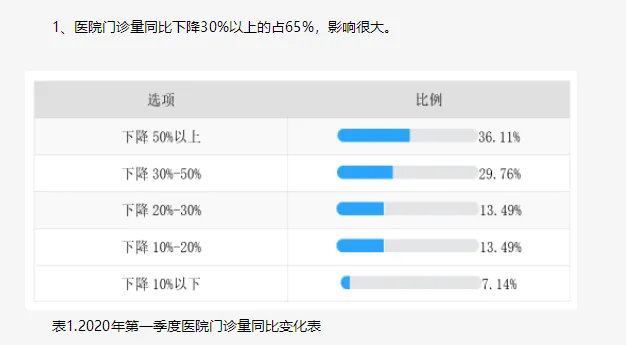 1、医院门诊量同比下降30%以上的占65%，影响很大。
选项 比例
下降 50%以上 36.11%
下降 30%-50% 29.76%
下降 20%-30% 13.49%
下降 10%-20% 13.49%
下降 10%以下 7.14%
表1.2020年第一季度医院门诊量同比变化表